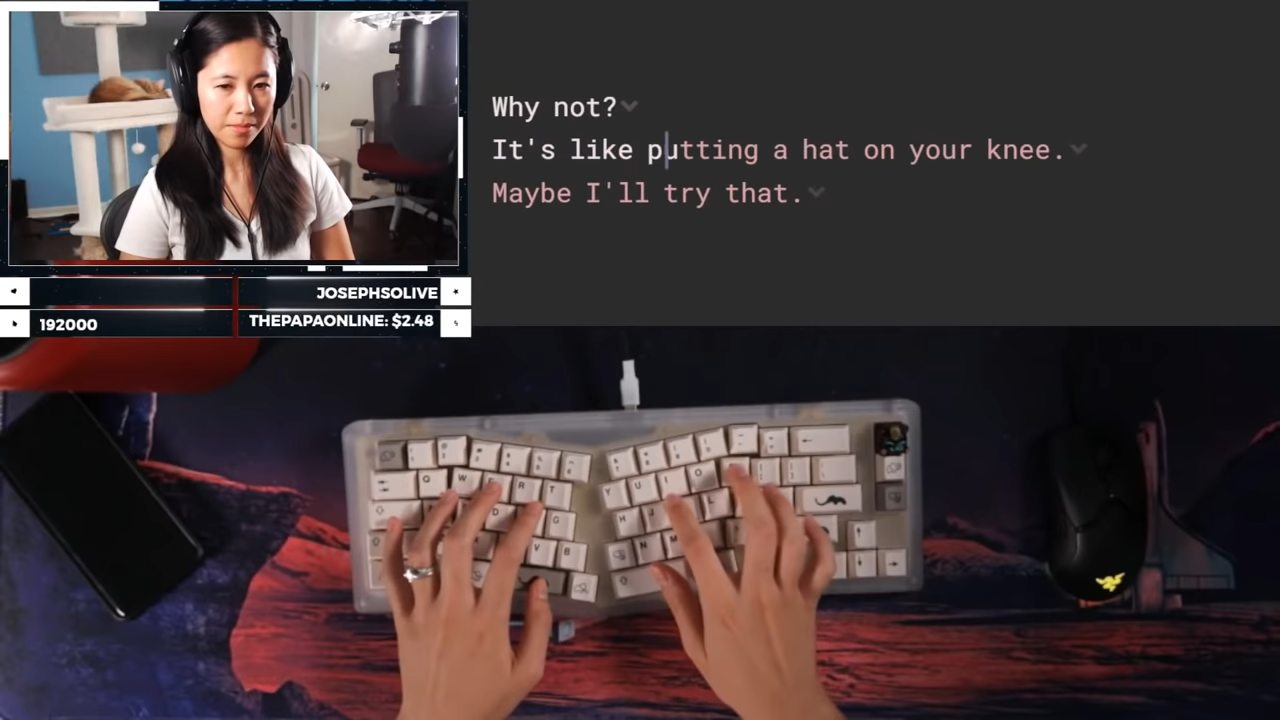 Why not?
It's like putting a hat on your knee.
Maybe I'll try that.
JOSEPHSOLIVE
192000
THEPAPAONLINE: $2.48
Q W E R T
Y U I O
D G
H J L
V B
N M